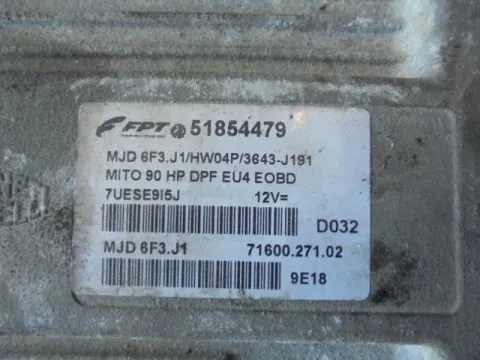 FPT 51854479
MJD 6F3.J1/HW04P/3643-J191
MITO 90 HP DPF EU4 EOBD
7UESE9I5J 12V=
D032
MJD 6F3.J1 71600.271.02
9E18